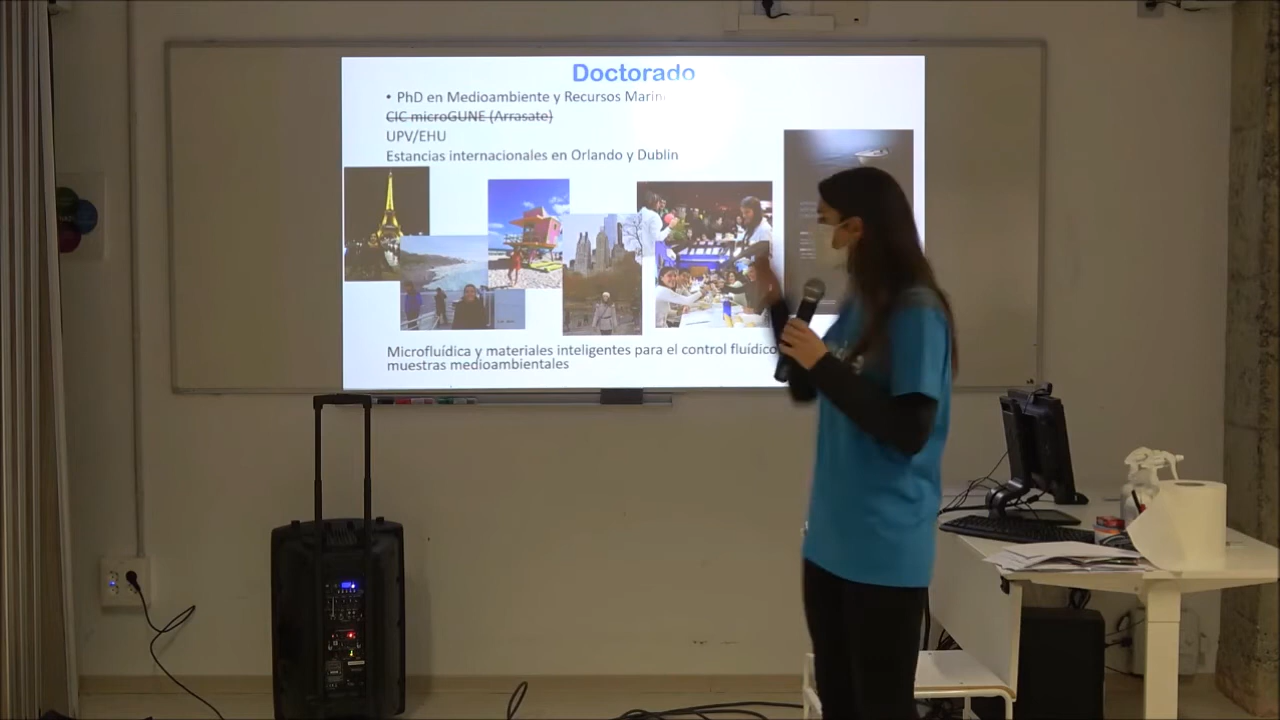 Doctorado
• PhD en Medioambiente y Recursos Marin
CIC microGUNE (Arrasate)
UPV/EHU
Estancias internacionales en Orlando y Dublin
Microfluídica y materiales inteligentes para el control fluídico
muestras medioambientales